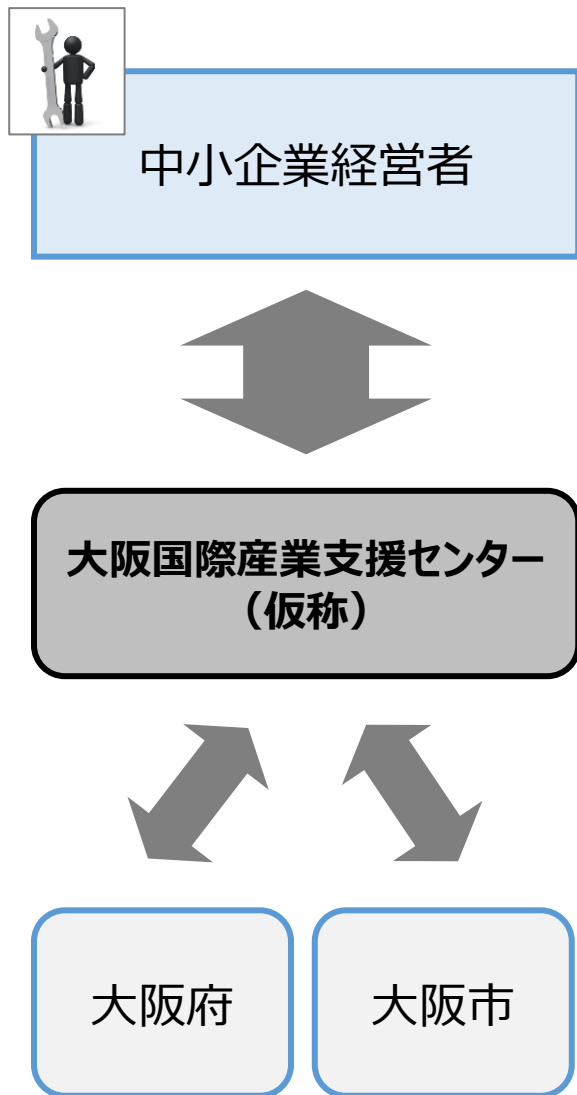 中小企業経営者
大阪国際産業支援センター
（仮称）
大阪府
大阪市